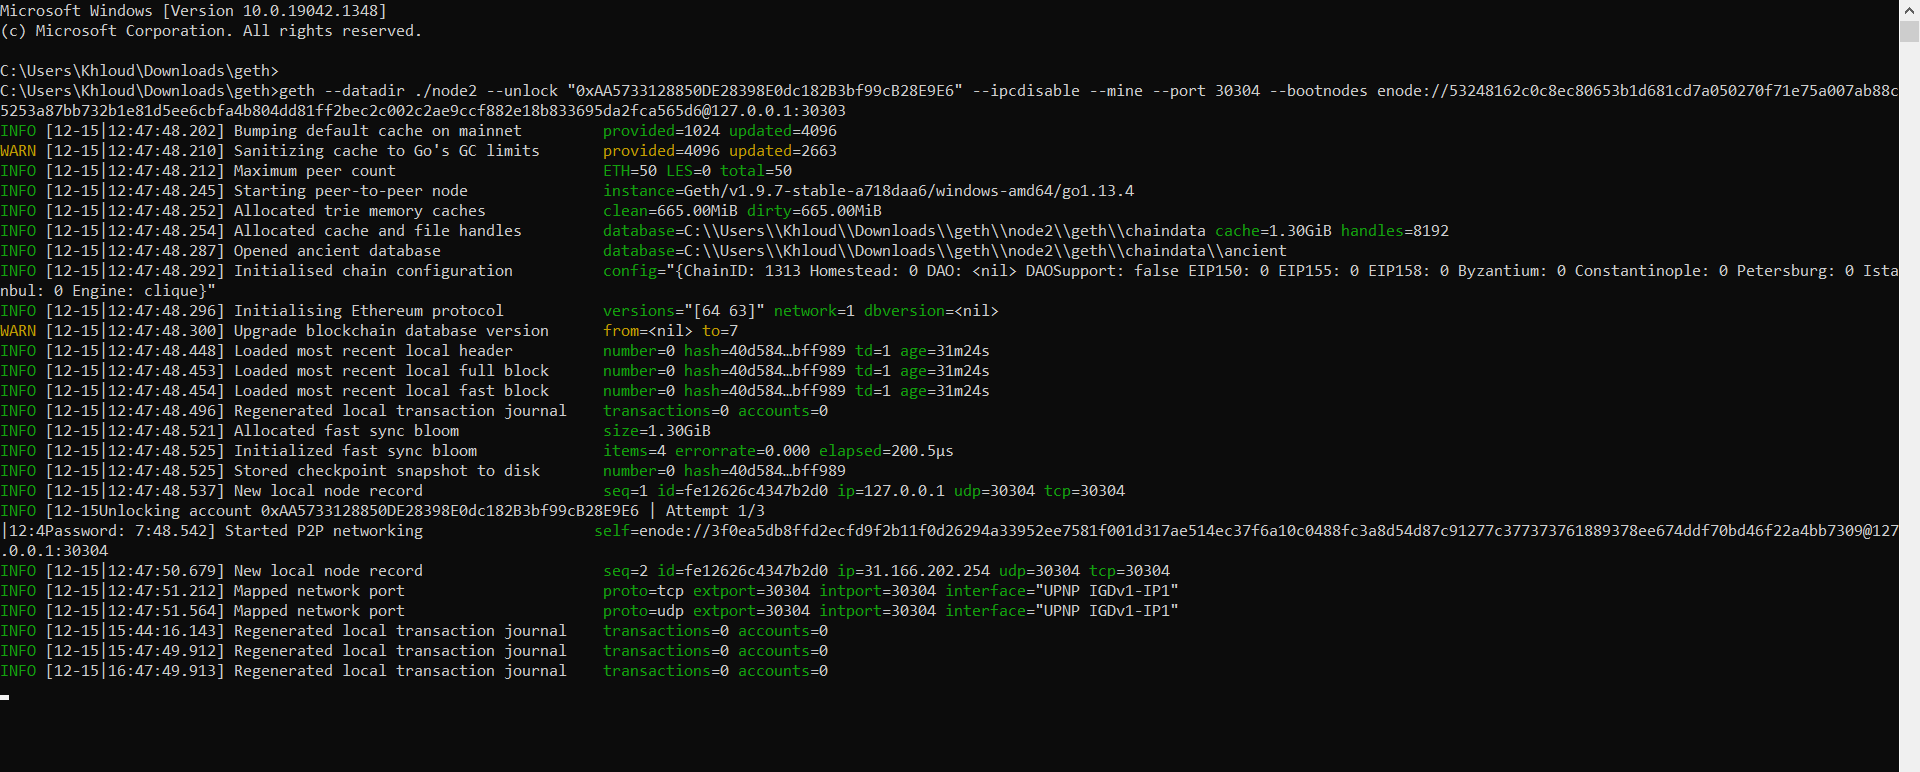 Microsoft Windows [Version 10.0.19042.1348]
(c) Microsoft Corporation. All rights reserved.
C:\Users\Khloud\Downloads\geth>
C:\Users\Khloud\Downloads\geth>geth --datadir ./node2 --unlock "0xAA5733128850DE28398E0dc182B3bf99cB28E9E6" --ipcdisable --mine --port 30304 --bootnodes enode://53248162c0c8ec80653b1d681cd7a050270f71e75a007ab88c
5253a87bb732b1e81d5ee6cbfa4b804dd81ff2bec2c002c2ae9ccf882e18b833695da2fca565d6@127.0.0.1:30303
INFO [12-15|12:47:48.202] Bumping default cache on mainnet         provided=1024 updated=4096
WARN [12-15|12:47:48.210] Sanitizing cache to Go's GC limits       provided=4096 updated=2663
INFO [12-15|12:47:48.212] Maximum peer count                       ETH=50 LES=0 total=50
INFO [12-15|12:47:48.245] Starting peer-to-peer node               instance=Geth/v1.9.7-stable-a718daa6/windows-amd64/go1.13.4
INFO [12-15|12:47:48.252] Allocated trie memory caches             clean=665.00MiB dirty=665.00MiB
INFO [12-15|12:47:48.254] Allocated cache and file handles         database=C:\\Users\\Khloud\\Downloads\\geth\\node2\\geth\\chaindata cache=1.30GiB handles=8192
INFO [12-15|12:47:48.287] Opened ancient database                  database=C:\\Users\\Khloud\\Downloads\\geth\\node2\\geth\\chaindata\\ancient
INFO [12-15|12:47:48.292] Initialised chain configuration          config="{ChainID: 1313 Homestead: 0 DAO: <nil> DAOSupport: false EIP150: 0 EIP155: 0 EIP158: 0 Byzantium: 0 Constantinople: 0 Petersburg: 0 Ista
nbul: 0 Engine: clique}"
INFO [12-15|12:47:48.296] Initialising Ethereum protocol           versions="[64 63]" network=1 dbversion=<nil>
WARN [12-15|12:47:48.300] Upgrade blockchain database version      from=<nil> to=7
INFO [12-15|12:47:48.448] Loaded most recent local header          number=0 hash=40d584…bff989 td=1 age=31m24s
INFO [12-15|12:47:48.453] Loaded most recent local full block      number=0 hash=40d584…bff989 td=1 age=31m24s
INFO [12-15|12:47:48.454] Loaded most recent local fast block      number=0 hash=40d584…bff989 td=1 age=31m24s
INFO [12-15|12:47:48.496] Regenerated local transaction journal    transactions=0 accounts=0
INFO [12-15|12:47:48.521] Allocated fast sync bloom                size=1.30GiB
INFO [12-15|12:47:48.525] Initialized fast sync bloom              items=4 errorrate=0.000 elapsed=200.5µs
INFO [12-15|12:47:48.525] Stored checkpoint snapshot to disk       number=0 hash=40d584…bff989
INFO [12-15|12:47:48.537] New local node record                    seq=1 id=fe12626c4347b2d0 ip=127.0.0.1 udp=30304 tcp=30304
INFO [12-15Unlocking account 0xAA5733128850DE28398E0dc182B3bf99cB28E9E6 | Attempt 1/3
|12:4Password: 7:48.542] Started P2P networking                   self=enode://3f0ea5db8ffd2ecfd9f2b11f0d26294a33952ee7581f001d317ae514ec37f6a10c0488fc3a8d54d87c91277c377373761889378ee674ddf70bd46f22a4bb7309@127
.0.0.1:30304
INFO [12-15|12:47:50.679] New local node record                    seq=2 id=fe12626c4347b2d0 ip=31.166.202.254 udp=30304 tcp=30304
INFO [12-15|12:47:51.212] Mapped network port                      proto=tcp extport=30304 intport=30304 interface="UPNP IGDv1-IP1"
INFO [12-15|12:47:51.564] Mapped network port                      proto=udp extport=30304 intport=30304 interface="UPNP IGDv1-IP1"
INFO [12-15|15:44:16.143] Regenerated local transaction journal    transactions=0 accounts=0
INFO [12-15|15:47:49.912] Regenerated local transaction journal    transactions=0 accounts=0
INFO [12-15|16:47:49.913] Regenerated local transaction journal    transactions=0 accounts=0